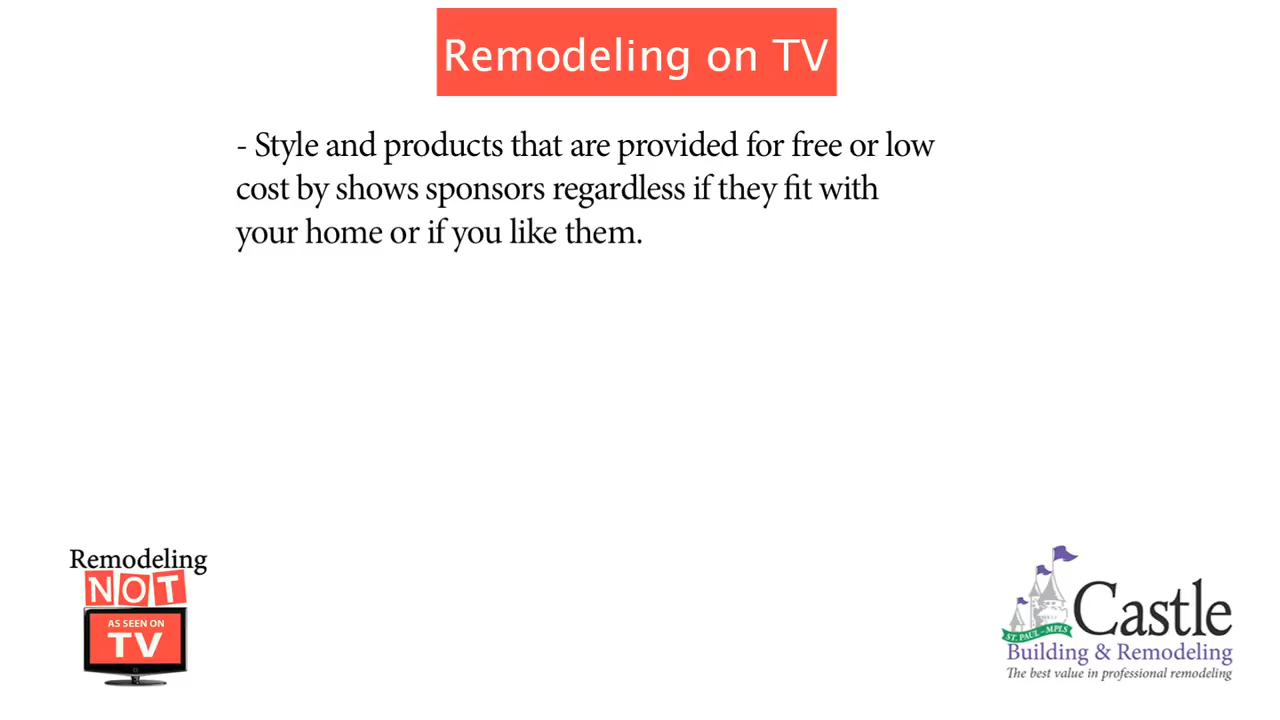 Remodeling on TV
- Style and products that are provided for free or low
cost by shows sponsors regardless if they fit with
your home or if you like them.
Remodeling
NOT
AS SEEN ON
TV
ST. PAUL - MPLS
Castle
Building & Remodeling
The best value in professional remodeling